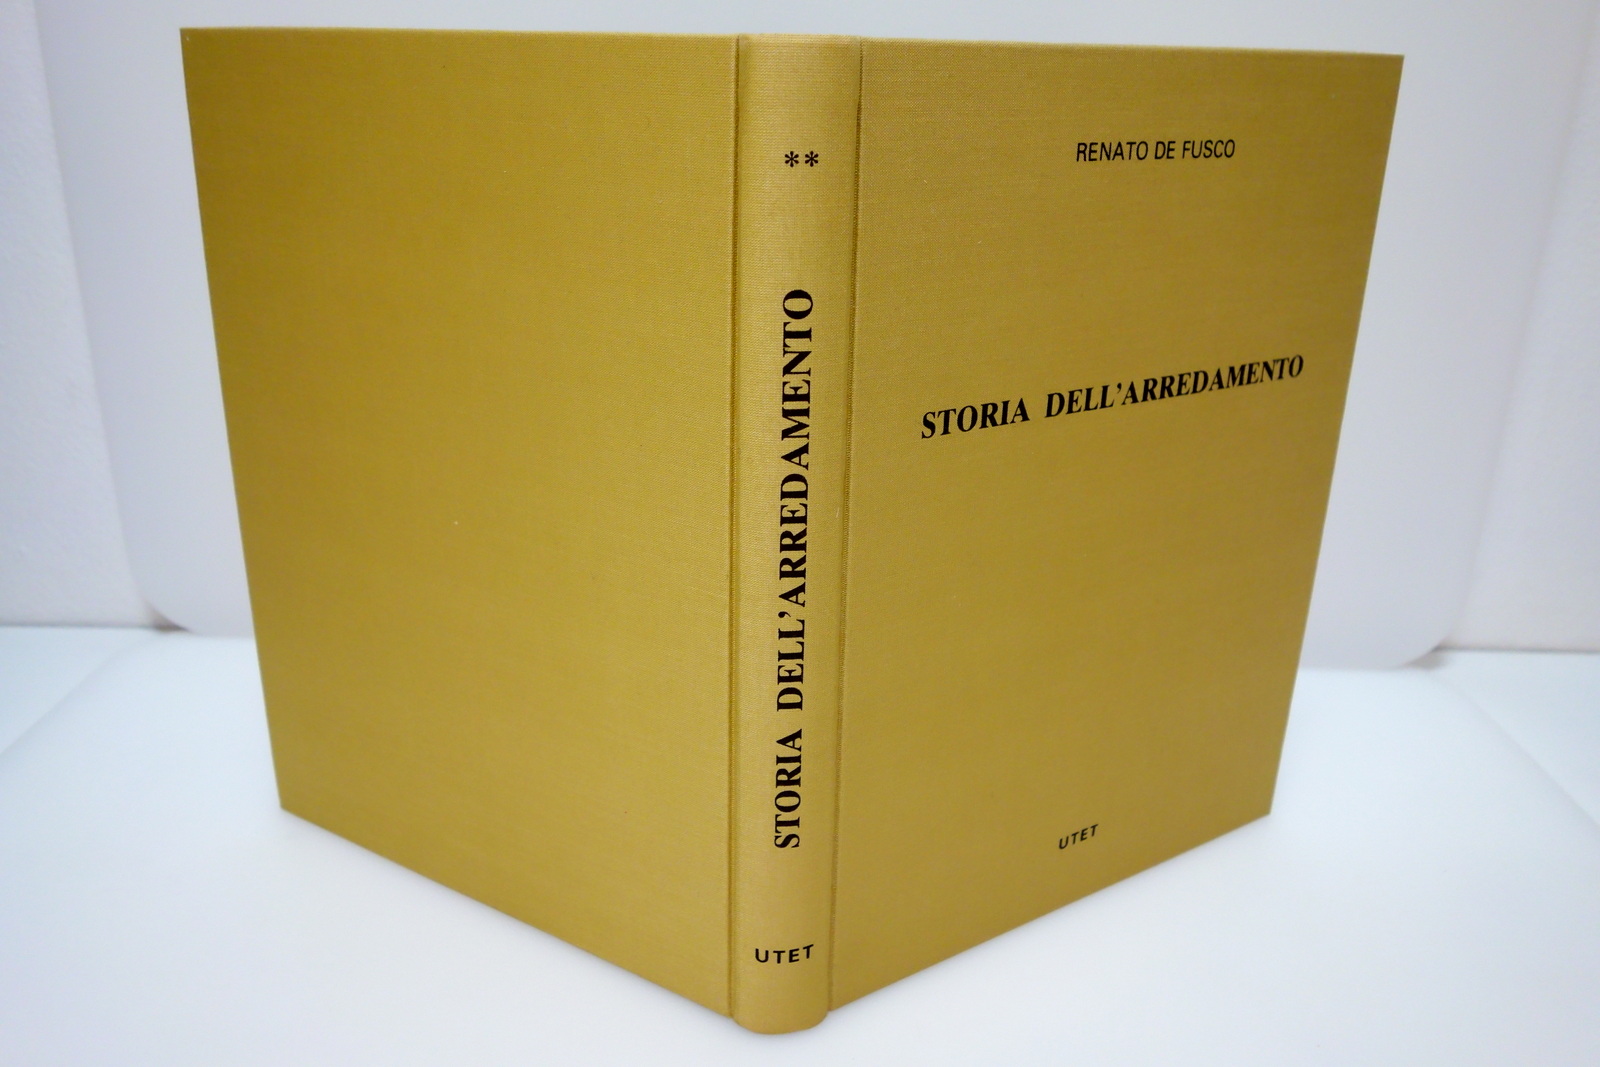 **
STORIA DELL'ARREDAMENTO
UTET
RENATO DE FUSCO
STORIA DELL'ARREDAMENTO
UTET